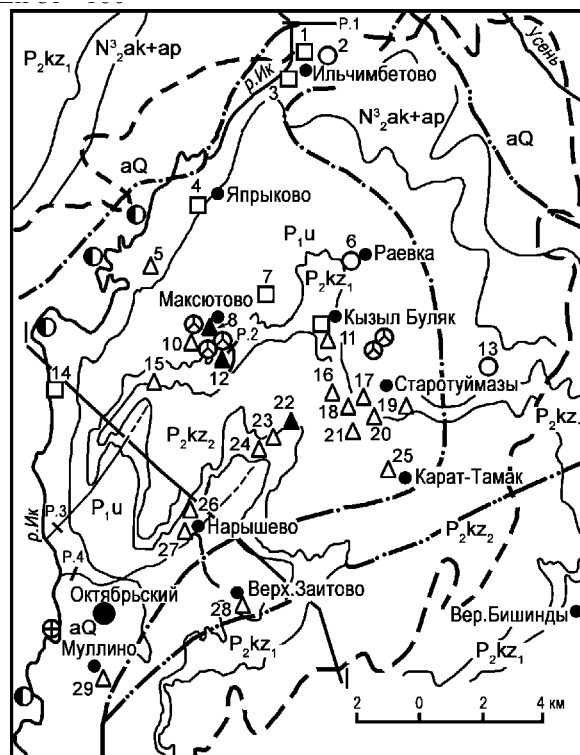 Р.1
P₂kz₁
N³₂ak+ap
1
2
Усень
р.Ик
3
Ильчимбетово
N³₂ak+ap
aQ
aQ
4
Япрыково
P₁u
5
6
Раевка
P₂kz₁
7
Максютово
8
Кызыл Буляк
10
Р.2
11
13
I
12
14
15
16
17
Старотуймазы
18
19
20
21
22
23
24
P₂kz₂
P₂kz₁
25
Карат-Тамак
P₁u
26
Нарышево
27
P₂kz₂
р.Ик
Р.3
Р.4
Октябрьский
Верх.Заитово
28
Вер.Бишинды
aQ
Муллино
P₂kz₁
P₂kz₁
29
I
2 0 2 4 км